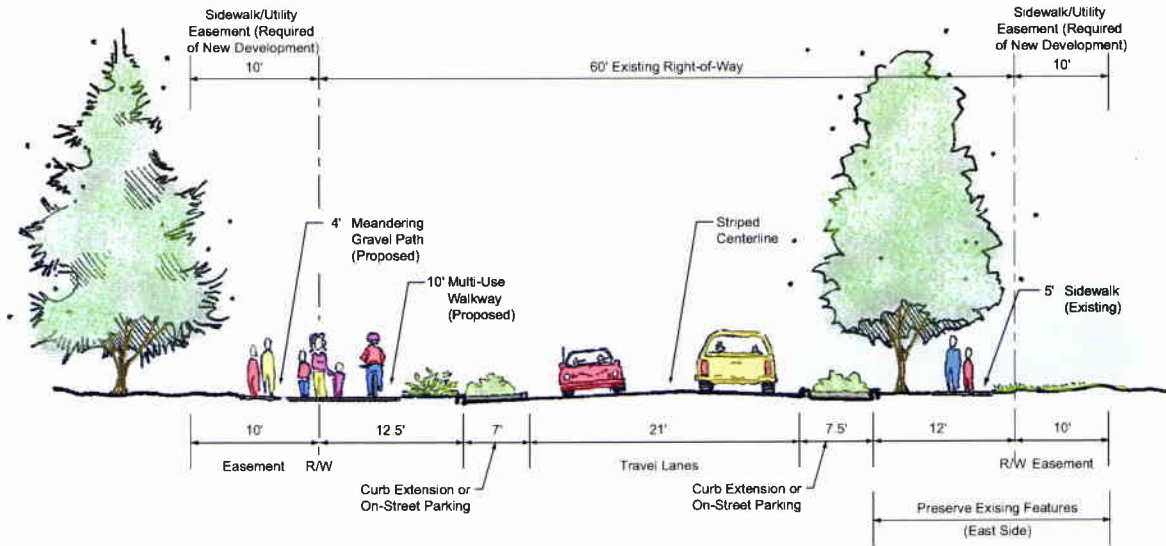 Sidewalk/Utility
Easement (Required
of New Development)
10'
60' Existing Right-of-Way
Sidewalk/Utility
Easement (Required
of New Development)
10'
4' Meandering
Gravel Path
(Proposed)
10' Multi-Use
Walkway
(Proposed)
Striped
Centerline
5' Sidewalk
(Existing)
10'
12 5'
7'
21'
7 5'
12'
10'
Easement
R/W
Travel Lanes
R/W Easement
Curb Extension or
On-Street Parking
Curb Extension or
On-Street Parking
Preserve Exising Features
(East Side)